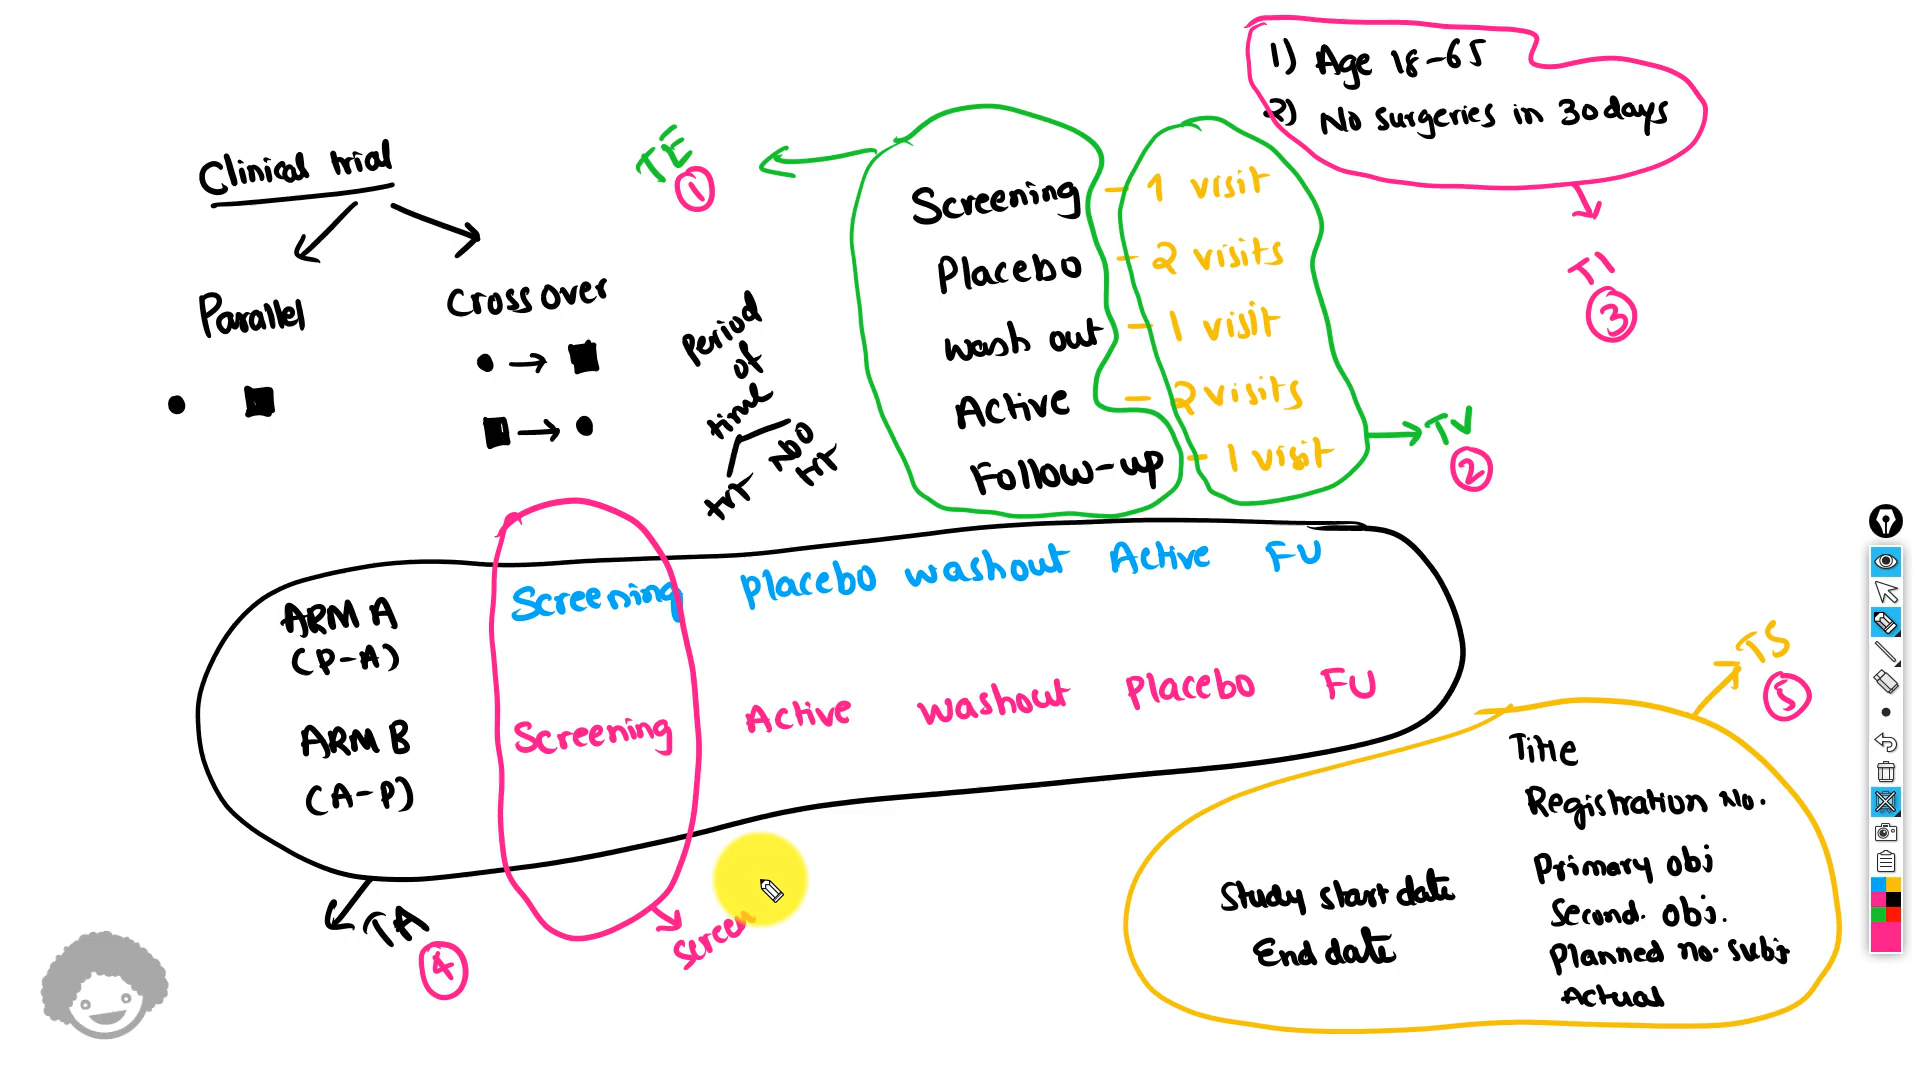 Clinical trial
Parallel
Cross over
Period
of
time
trt
No
trt
TE
1
Screening - 1 visit
Placebo - 2 visits
Wash out - 1 visit
Active - 2 visits
Follow-up - 1 visit
TV
2
1) Age 18-65
2) No surgeries in 30 days
TI
3
ARM A
(P-A)
Screening Placebo washout Active FU
ARM B
(A-P)
Screening Active washout Placebo FU
TA
4
Screen
TS
5
Title
Registration No.
Primary obj
Second. obj.
Planned no. subj
Actual
Study start date
End date